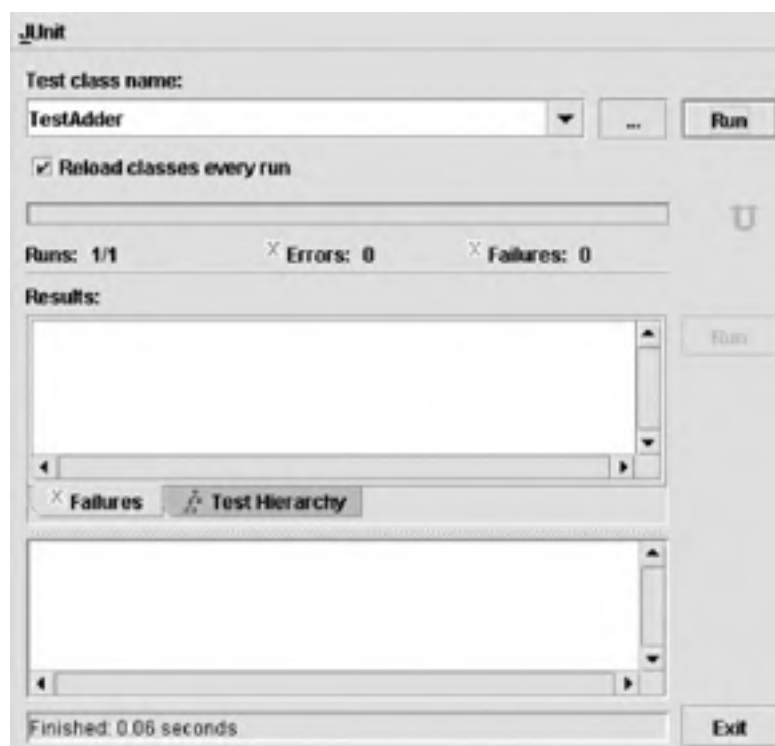 JUnit
Test class name:
TestAdder
...
Run
Reload classes every run
Runs: 1/1
X Errors: 0
X Failures: 0
Results:
Run
X Failures
Test Hierarchy
Finished: 0.06 seconds
Exit